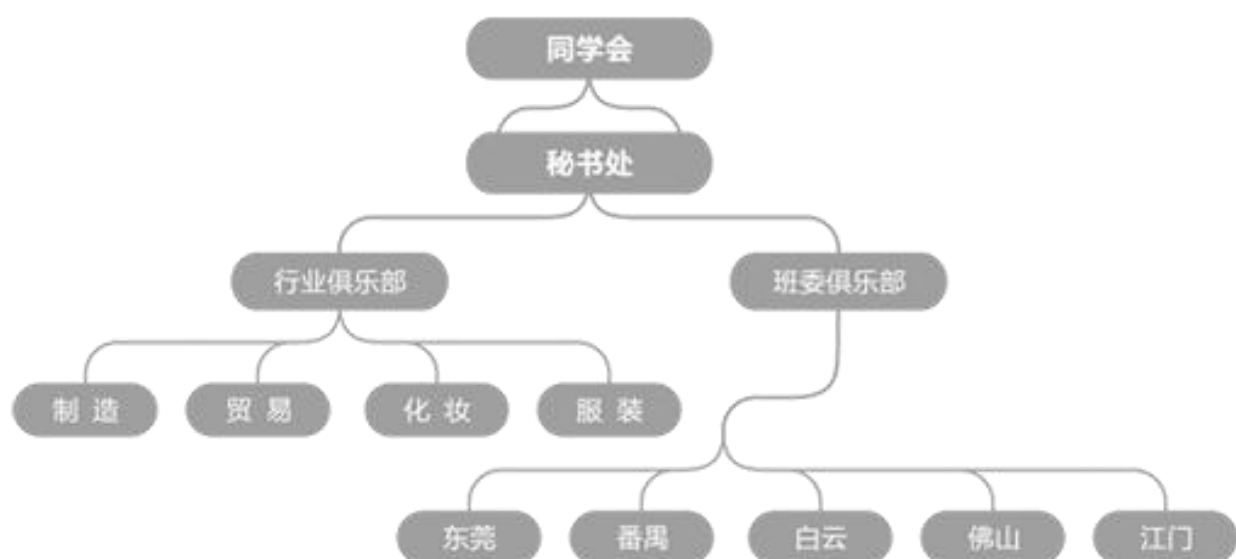 同学会
秘书处
行业俱乐部
班委俱乐部
制 造
贸 易
化 妆
服 装
东莞
番禺
白云
佛山
江门